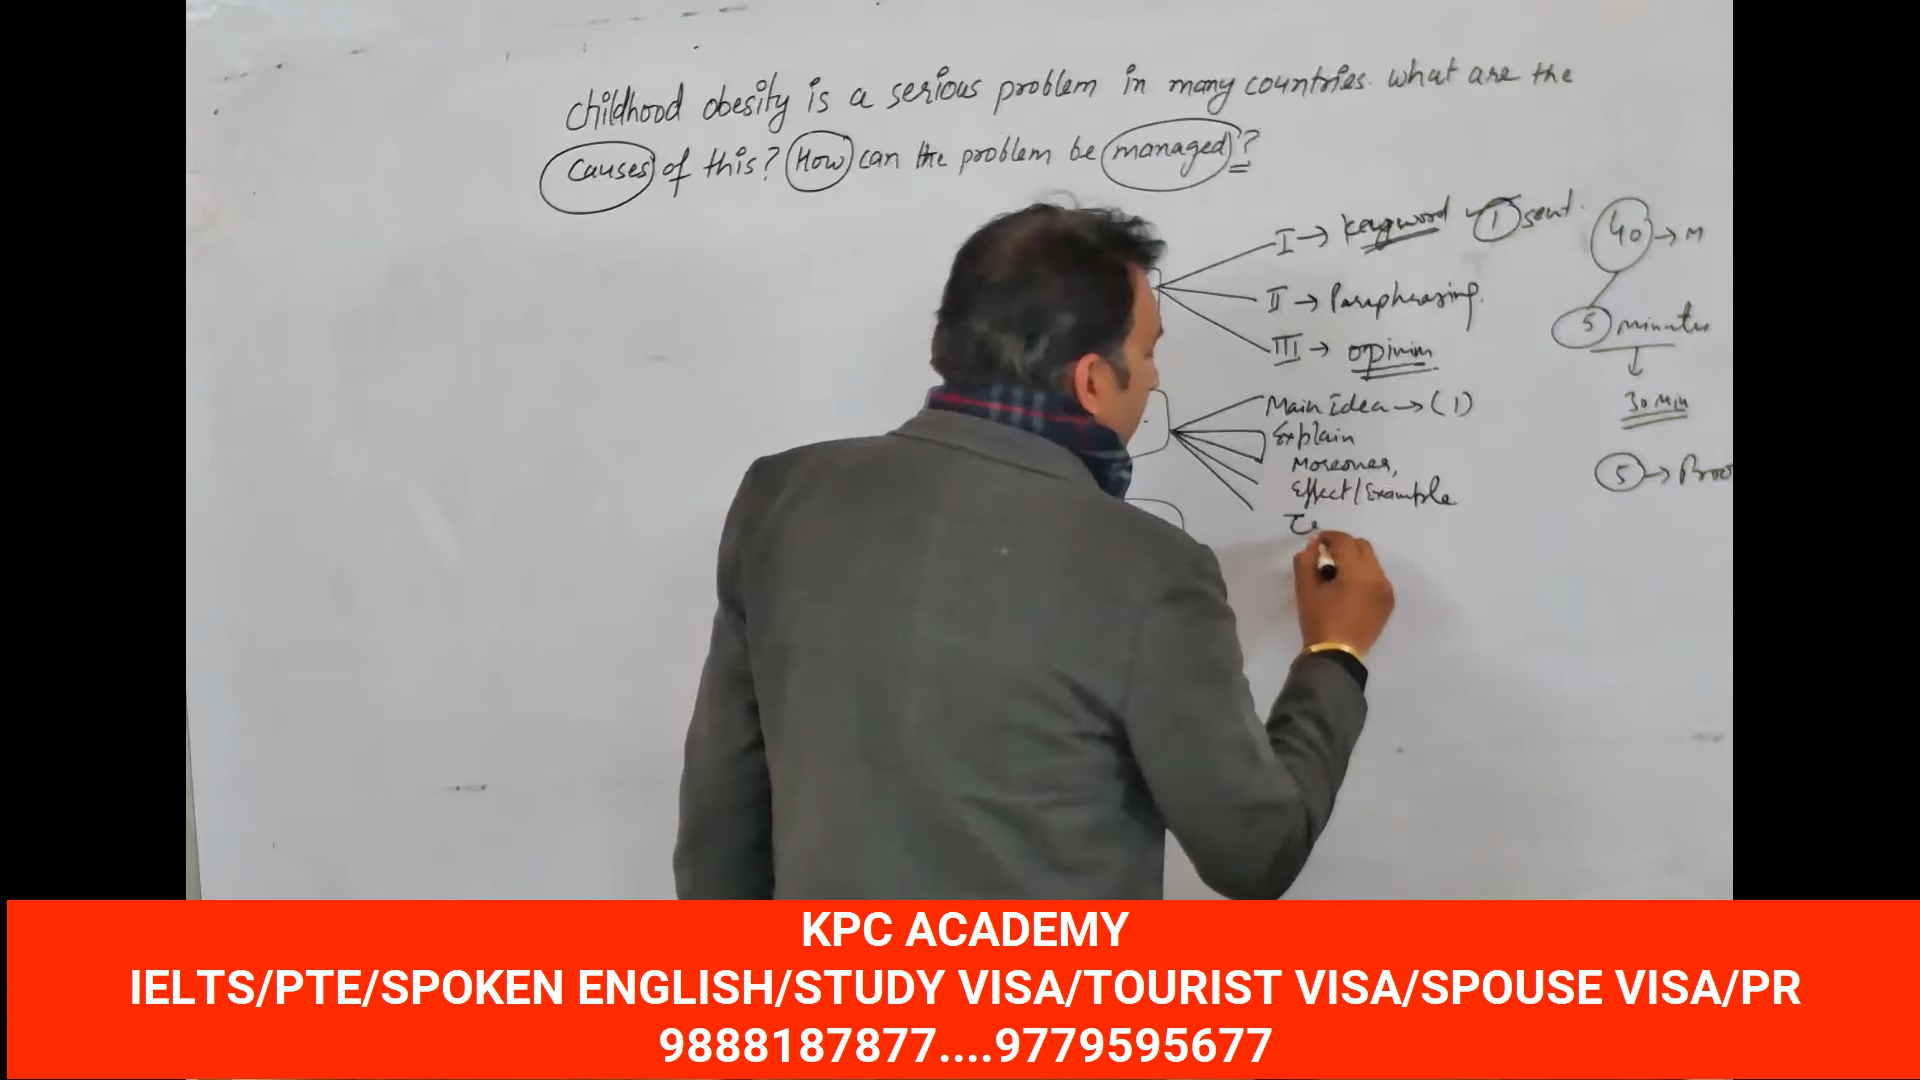 Childhood obesity is a serious problem in many countries. what are the
causes of this? How can the problem be managed?
I → keyword 1 sent.
II → Paraphrasing.
III → opinion
Main Idea → (1)
Explain
Moreover,
Effect/Example
40 → M
5 minutes
30 Min
5 →
KPC ACADEMY
IELTS/PTE/SPOKEN ENGLISH/STUDY VISA/TOURIST VISA/SPOUSE VISA/PR
9888187877....9779595677